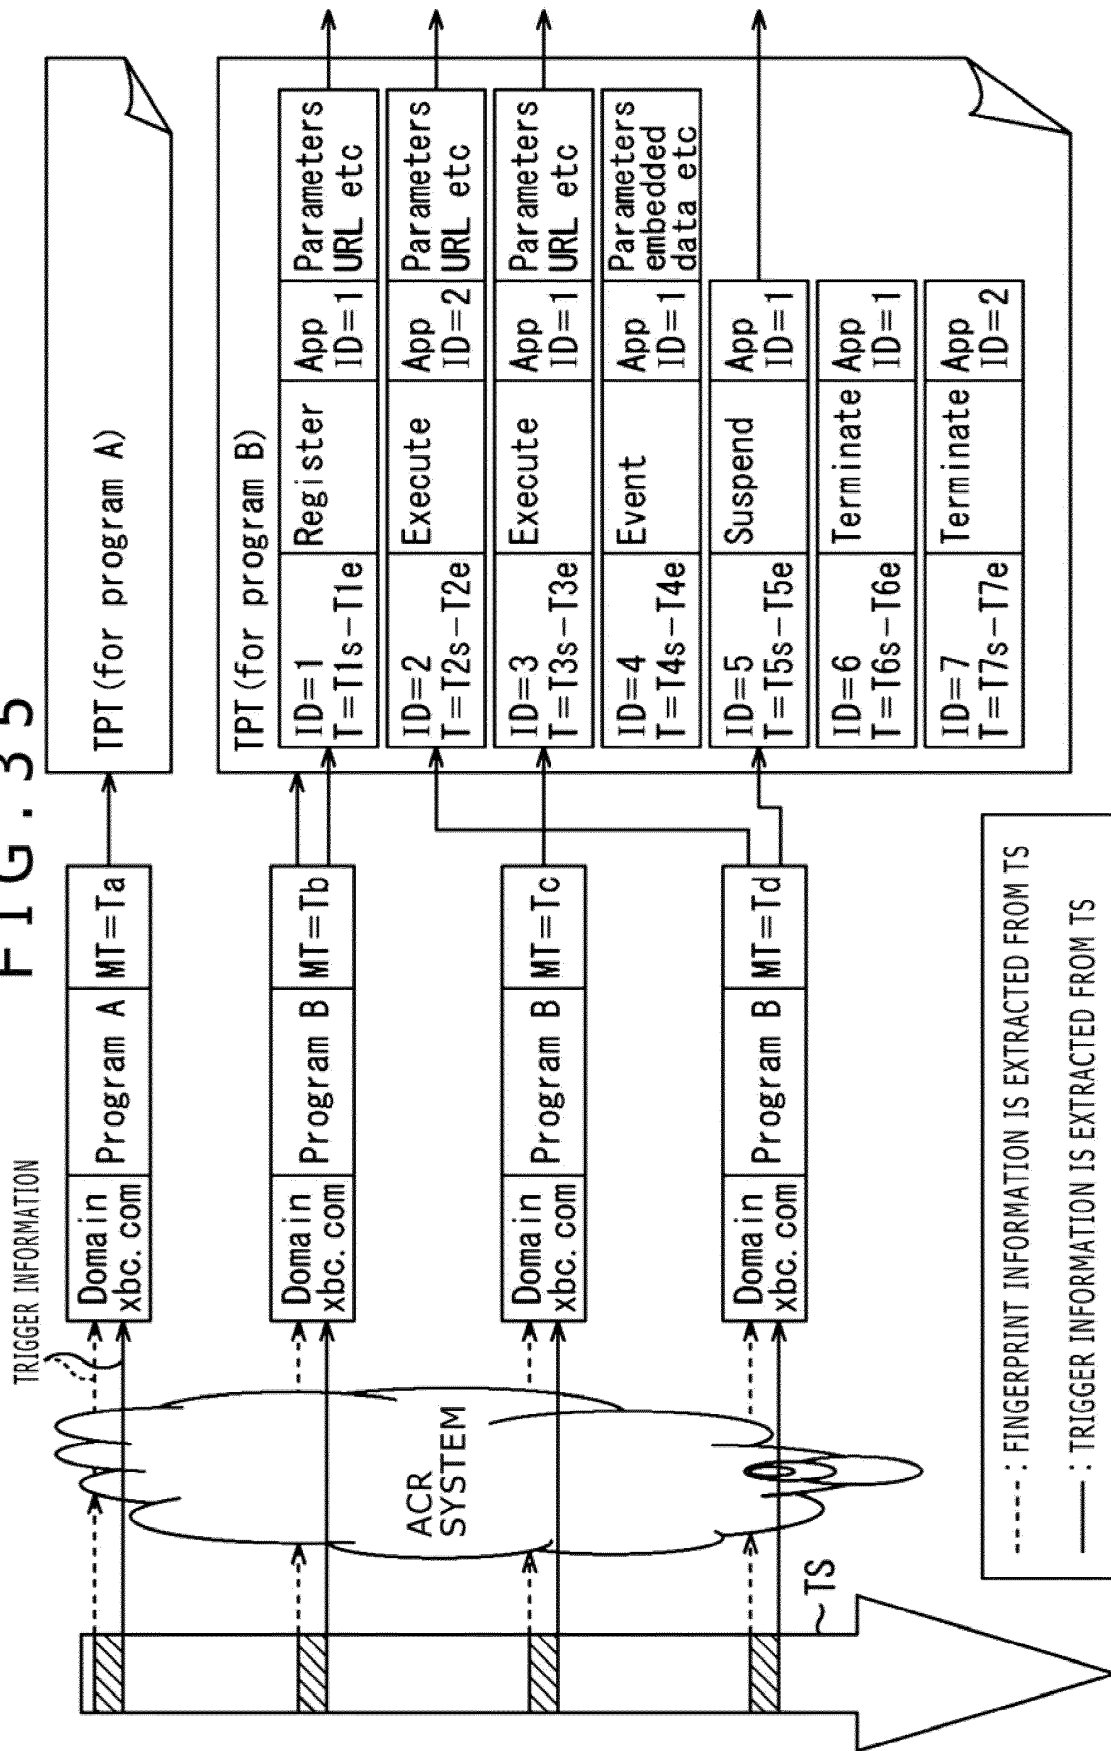 FIG.35
TRIGGER INFORMATION
Domain
xbc.com
Program A
MT=Ta
TPT(for program A)
Domain
xbc.com
Program B
MT=Tb
Domain
xbc.com
Program B
MT=Tc
Domain
xbc.com
Program B
MT=Td
ACR
SYSTEM
TS
TPT(for program B)
ID=1
T=T1s-T1e
Register
App
ID=1
Parameters
URL etc
ID=2
T=T2s-T2e
Execute
App
ID=2
Parameters
URL etc
ID=3
T=T3s-T3e
Execute
App
ID=1
Parameters
URL etc
ID=4
T=T4s-T4e
Event
App
ID=1
Parameters
embedded
data etc
ID=5
T=T5s-T5e
Suspend
App
ID=1
ID=6
T=T6s-T6e
Terminate
App
ID=1
ID=7
T=T7s-T7e
Terminate
App
ID=2
: FINGERPRINT INFORMATION IS EXTRACTED FROM TS
: TRIGGER INFORMATION IS EXTRACTED FROM TS